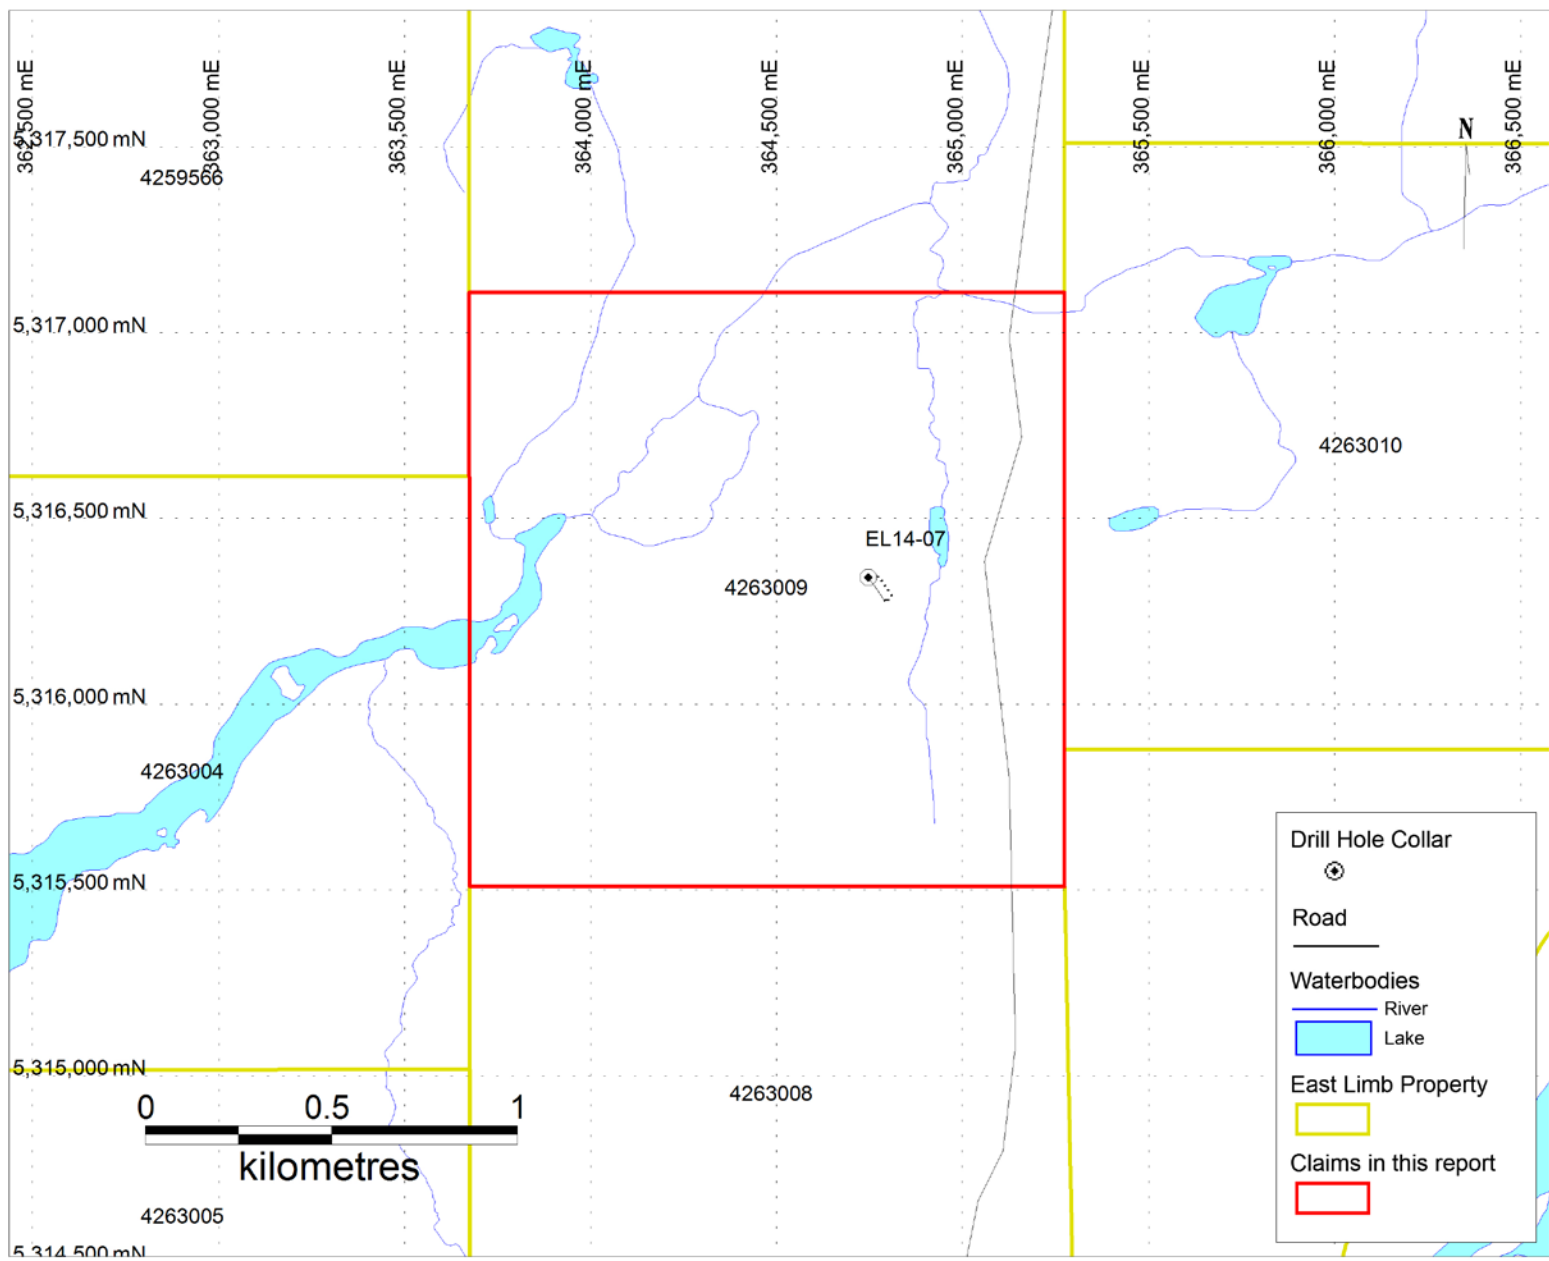 362,500 mE
363,000 mE
363,500 mE
364,000 mE
364,500 mE
365,000 mE
365,500 mE
366,000 mE
366,500 mE
N
5,317,500 mN
4259566
5,317,000 mN
4263010
5,316,500 mN
EL14-07
4263009
5,316,000 mN
4263004
5,315,500 mN
5,315,000 mN
4263008
0 0.5 1
kilometres
4263005
5,314,500 mN
Drill Hole Collar
Road
Waterbodies
River
Lake
East Limb Property
Claims in this report